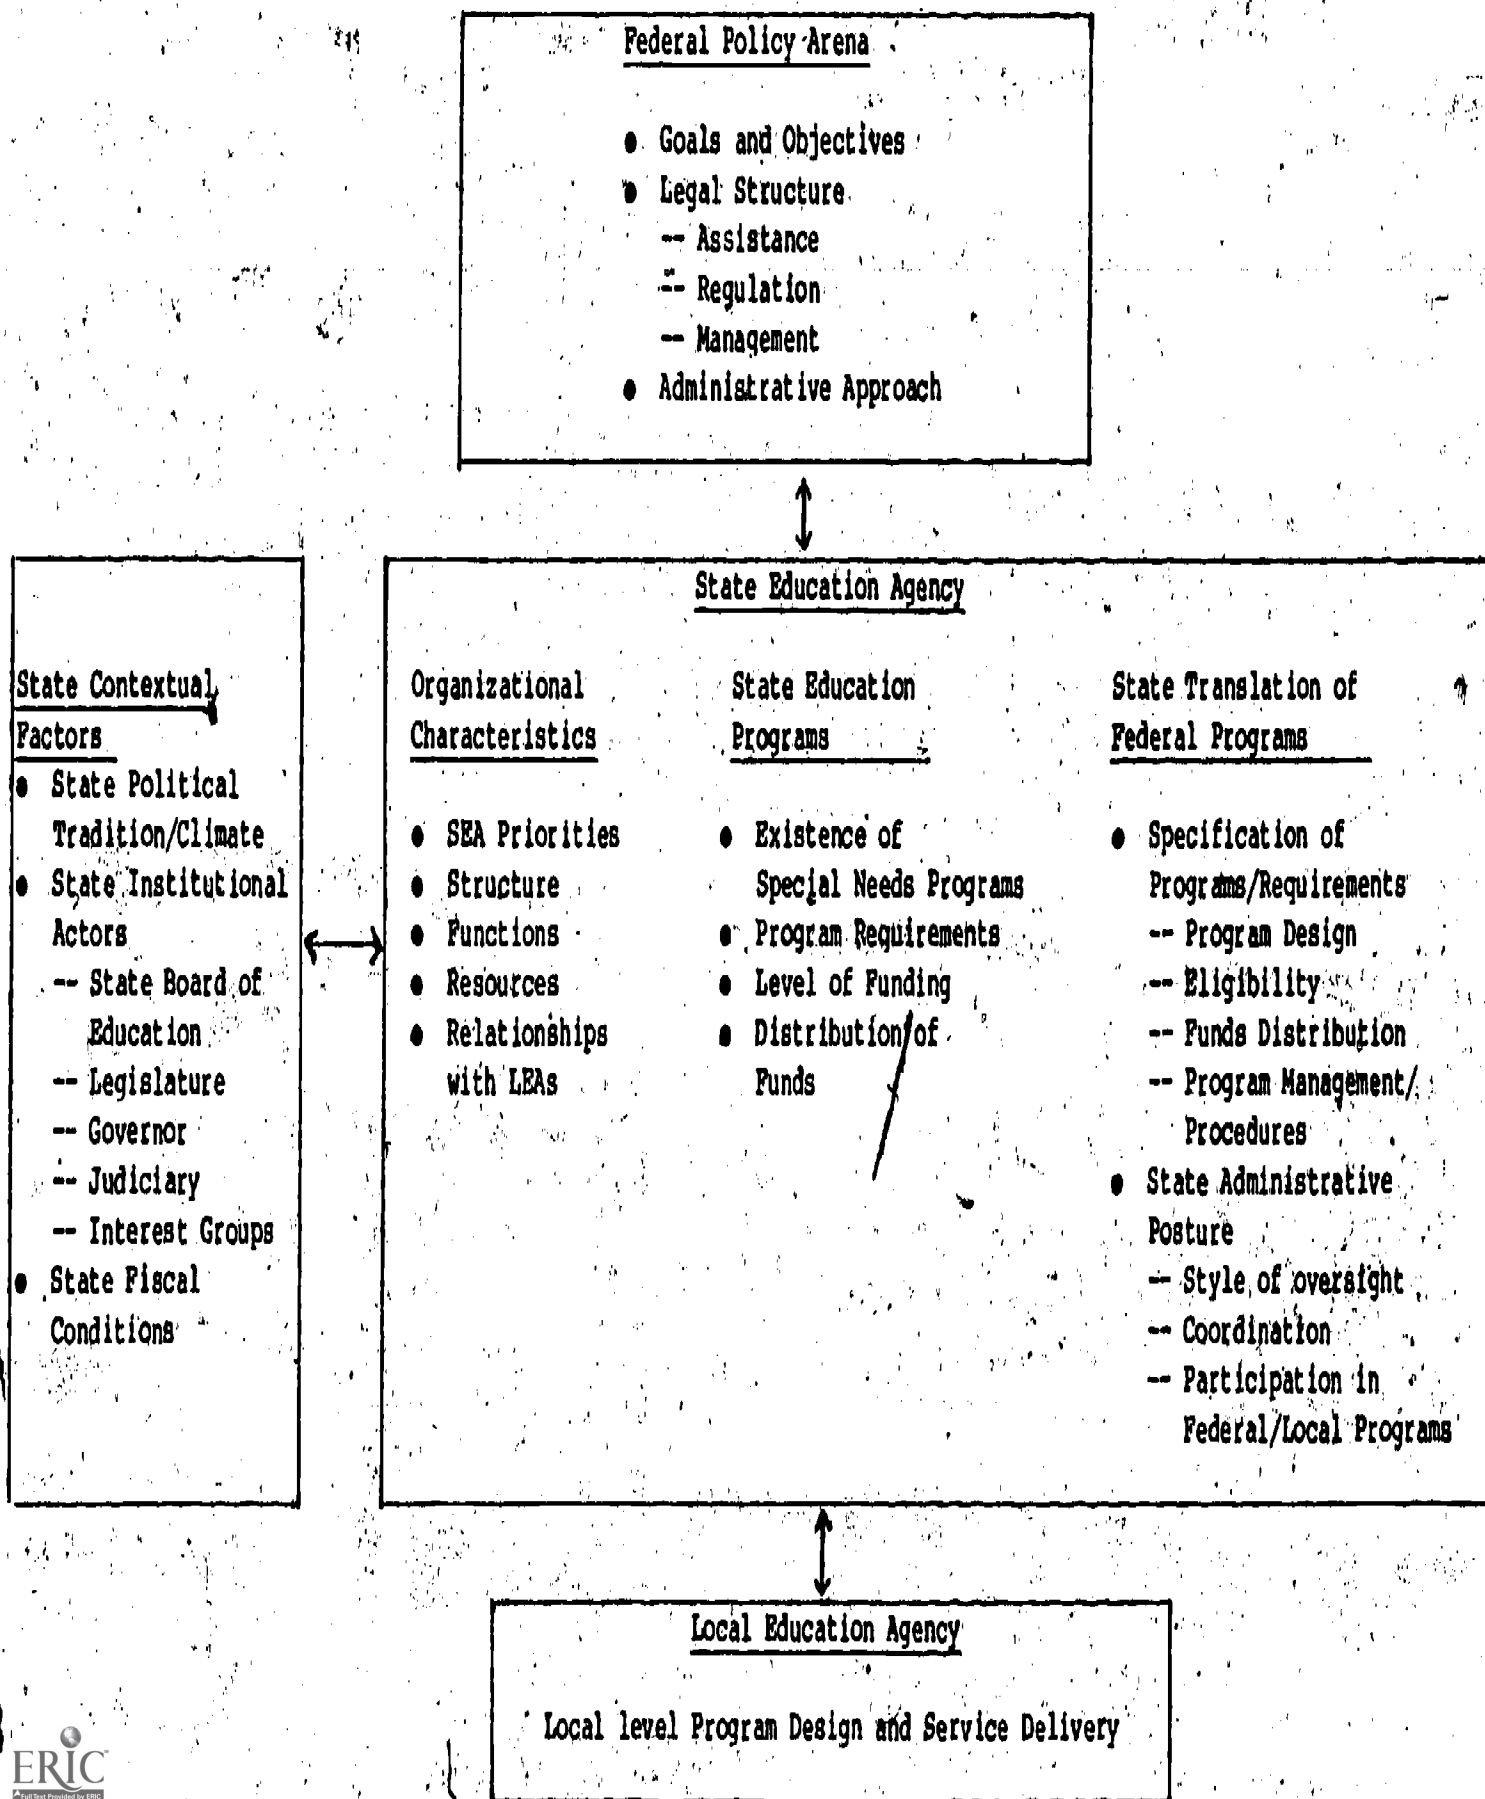 Federal Policy Arena
● Goals and Objectives
● Legal Structure
-- Assistance
-- Regulation
-- Management
● Administrative Approach
State Contextual
Factors
● State Political
Tradition/Climate
● State Institutional
Actors
-- State Board of
Education
-- Legislature
-- Governor
-- Judiciary
-- Interest Groups
● State Fiscal
Conditions
State Education Agency
Organizational
Characteristics
● SEA Priorities
● Structure
● Functions
● Resources
● Relationships
with LEAs
State Education
Programs
● Existence of
Special Needs Programs
● Program Requirements
● Level of Funding
● Distribution of
Funds
State Translation of
Federal Programs
● Specification of
Programs/Requirements
-- Program Design
-- Eligibility
-- Funds Distribution
-- Program Management/
Procedures
● State Administrative
Posture
-- Style of oversight
-- Coordination
-- Participation in
Federal/Local Programs
Local Education Agency
Local level Program Design and Service Delivery
ERIC
Full Text Provided by ERIC